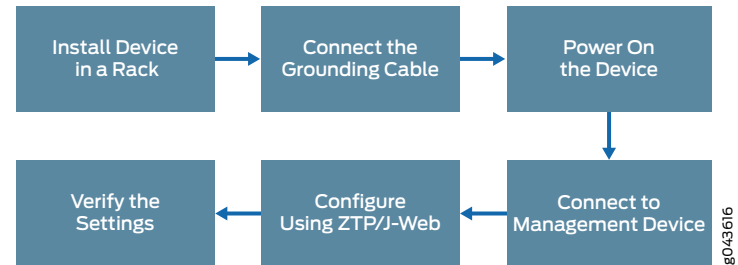 Install Device
in a Rack
Connect the
Grounding Cable
Power On
the Device
Connect to
Management Device
Configure
Using ZTP/J-Web
Verify the
Settings
g043616